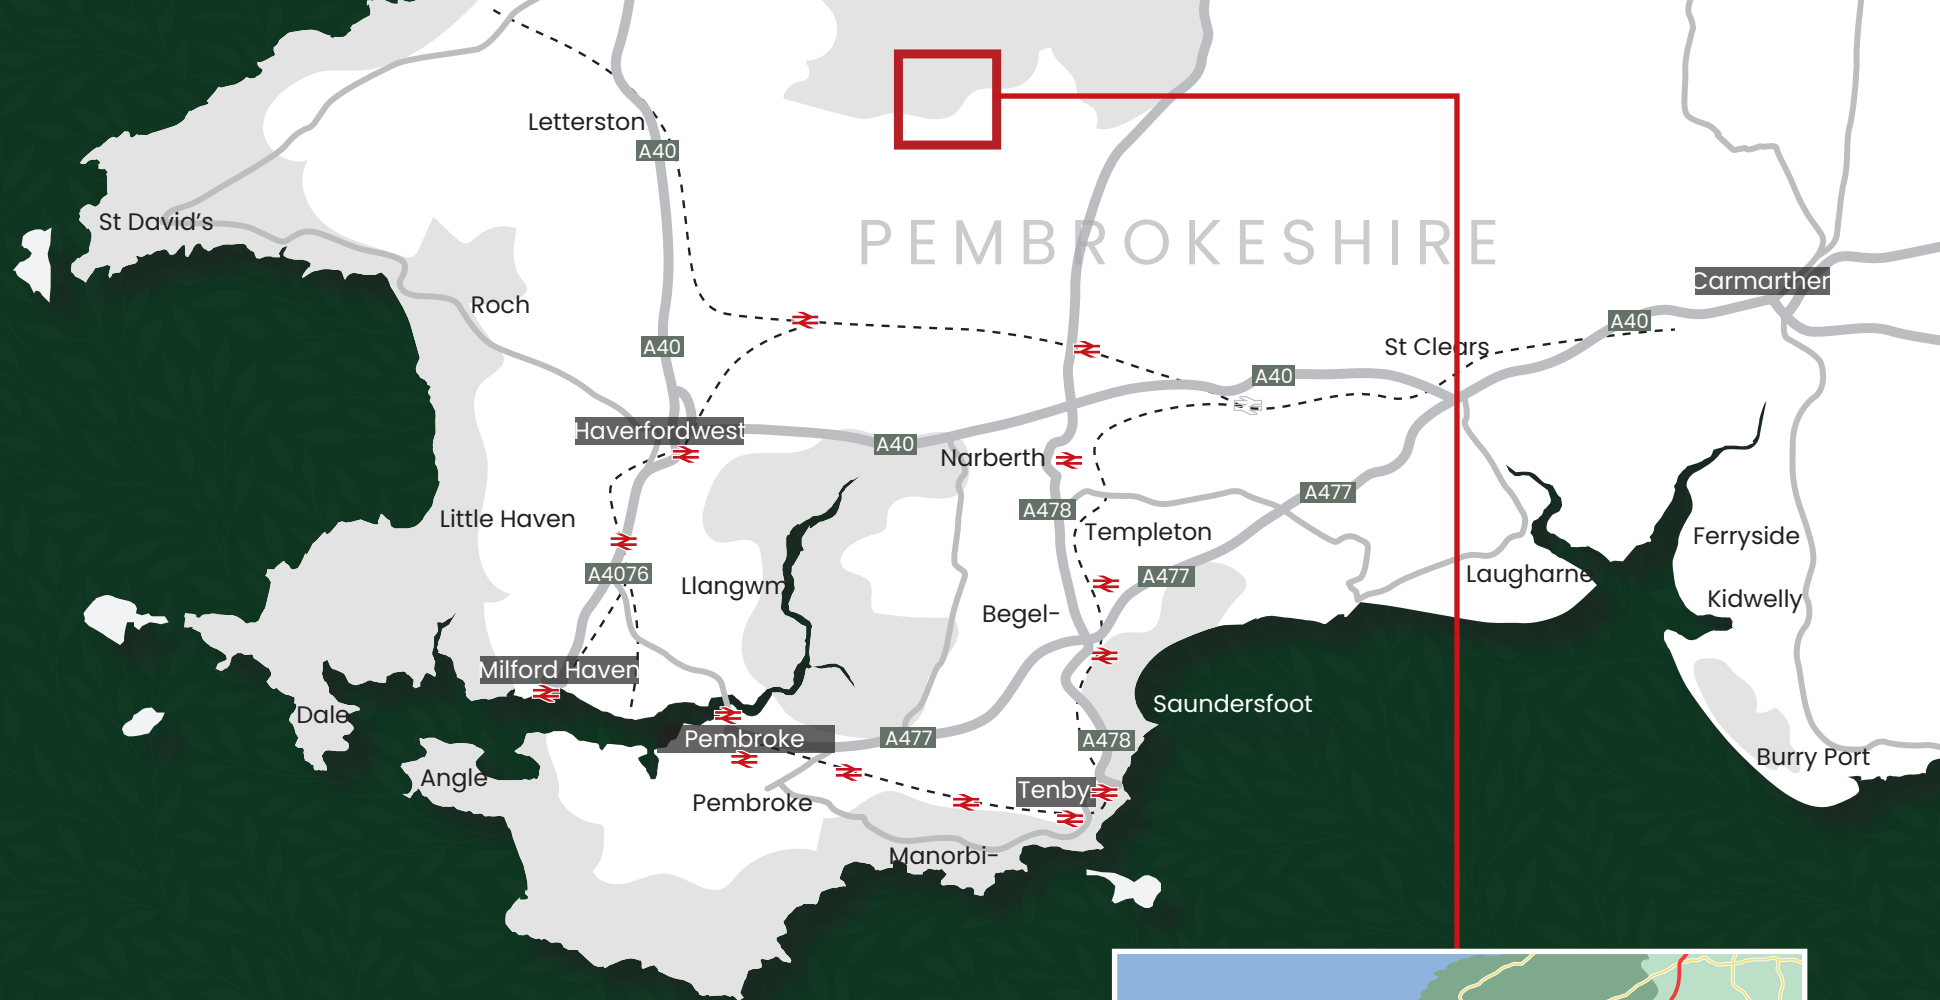 Letterston
A40
St David's
PEMBROKESHIRE
Carmarther
Roch
A40
A40
St Clears
A40
Haverfordwest
A40
Narberth
A477
A478
Little Haven
Templeton
Ferryside
A4076
A477
Laugharne
Llangwm
Kidwelly
Begel-
Milford Haven
Saundersfoot
Dale
Pembroke
A477
A478
Burry Port
Angle
Tenby
Pembroke
Manorbi-